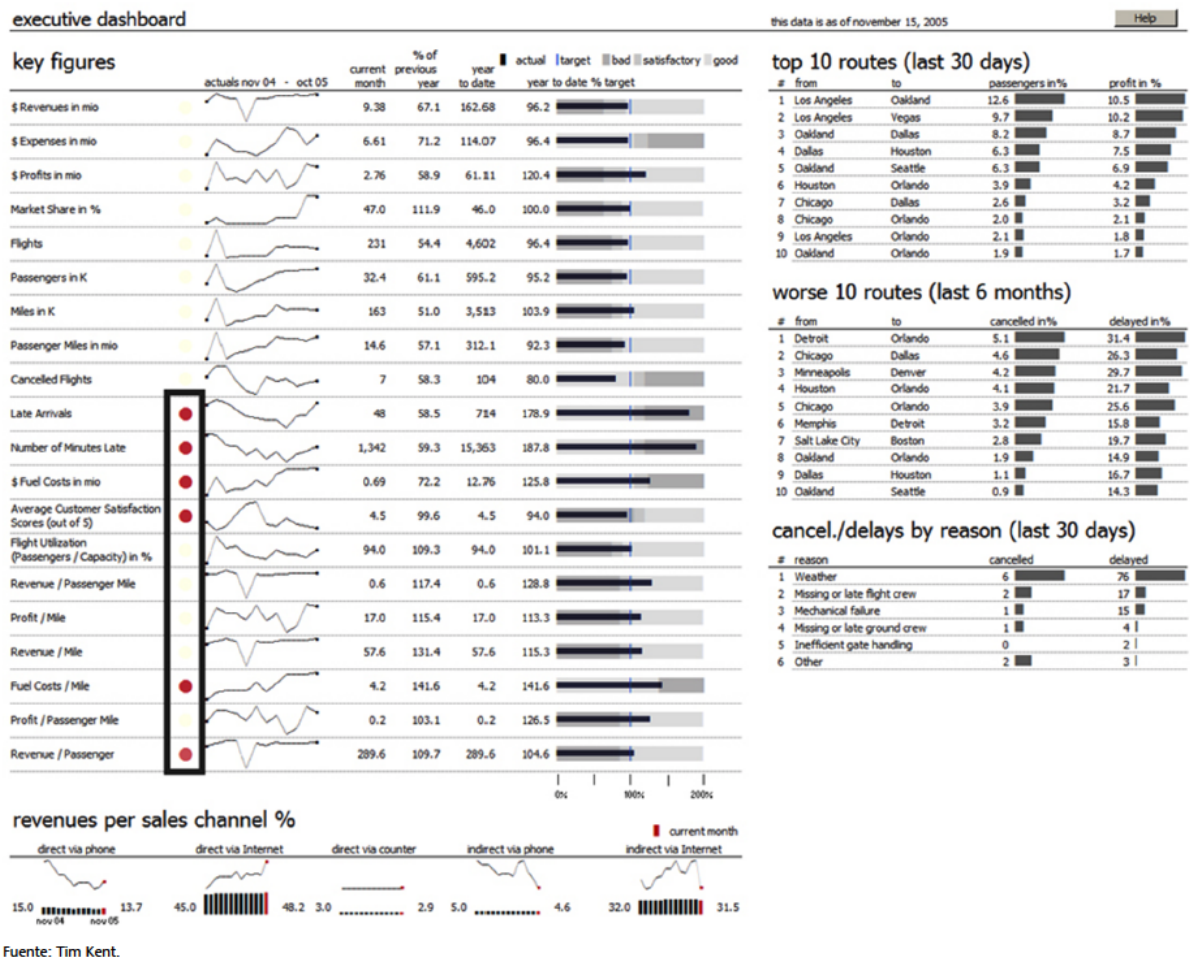 executive dashboard
this data is as of november 15, 2005
Help
key figures
actuals nov 04 - oct 05
current month
% of previous year
year to date
actual target bad satisfactory good
year to date % target
$ Revenues in mio 9.38 67.1 162.68 96.2
$ Expenses in mio 6.61 71.2 114.07 96.4
$ Profits in mio 2.76 58.9 61.11 120.4
Market Share in % 47.0 111.9 46.0 100.0
Flights 231 54.4 4,602 96.4
Passengers in K 32.4 61.1 595.2 95.2
Miles in K 163 51.0 3,513 103.9
Passenger Miles in mio 14.6 57.1 312.1 92.3
Cancelled Flights 7 58.3 104 80.0
Late Arrivals 48 58.5 714 178.9
Number of Minutes Late 1,342 59.3 15,363 187.8
$ Fuel Costs in mio 0.69 72.2 12.76 125.8
Average Customer Satisfaction
Scores (out of 5) 4.5 99.6 4.5 94.0
Flight Utilization
(Passengers / Capacity) in % 94.0 109.3 94.0 101.1
Revenue / Passenger Mile 0.6 117.4 0.6 128.8
Profit / Mile 17.0 115.4 17.0 113.3
Revenue / Mile 57.6 131.4 57.6 115.3
Fuel Costs / Mile 4.2 141.6 4.2 141.6
Profit / Passenger Mile 0.2 103.1 0.2 126.5
Revenue / Passenger 289.6 109.7 289.6 104.6
0% 100% 200%
revenues per sales channel %
current month
direct via phone direct via Internet direct via counter indirect via phone indirect via Internet
15.0 13.7 45.0 48.2 3.0 2.9 5.0 4.6 32.0 31.5
nov 04 nov 05
top 10 routes (last 30 days)
# from to passengers in % profit in %
1 Los Angeles Oakland 12.6 10.5
2 Los Angeles Vegas 9.7 10.2
3 Oakland Dallas 8.2 8.7
4 Dallas Houston 6.3 7.5
5 Oakland Seattle 6.3 6.9
6 Houston Orlando 3.9 4.2
7 Chicago Dallas 2.6 3.2
8 Chicago Orlando 2.0 2.1
9 Los Angeles Orlando 2.1 1.8
10 Oakland Orlando 1.9 1.7
worse 10 routes (last 6 months)
# from to cancelled in % delayed in %
1 Detroit Orlando 5.1 31.4
2 Chicago Dallas 4.6 26.3
3 Minneapolis Denver 4.2 29.7
4 Houston Orlando 4.1 21.7
5 Chicago Orlando 3.9 25.6
6 Memphis Detroit 3.2 15.8
7 Salt Lake City Boston 2.8 19.7
8 Oakland Orlando 1.9 14.9
9 Dallas Houston 1.1 16.7
10 Oakland Seattle 0.9 14.3
cancel./delays by reason (last 30 days)
# reason cancelled delayed
1 Weather 6 76
2 Missing or late flight crew 2 17
3 Mechanical failure 1 15
4 Missing or late ground crew 1 4
5 Inefficient gate handling 0 2
6 Other 2 3
Fuente: Tim Kent.